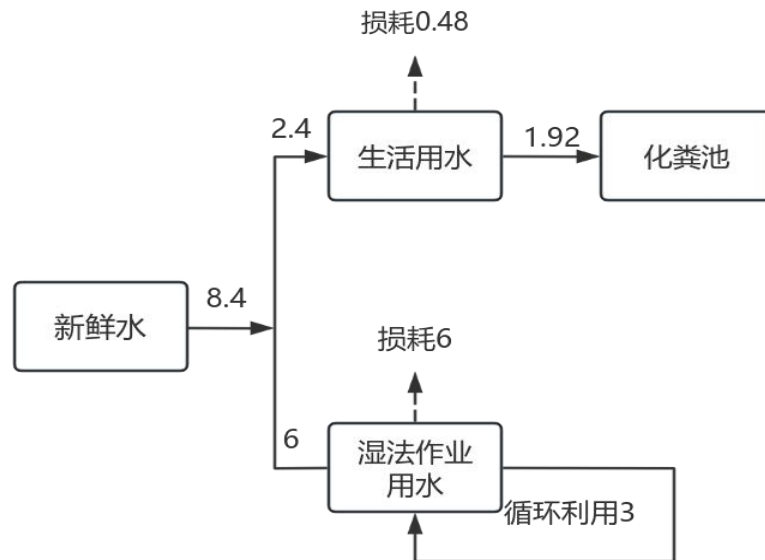 损耗0.48
2.4
生活用水
1.92
化粪池
新鲜水
8.4
损耗6
6
湿法作业
用水
循环利用3